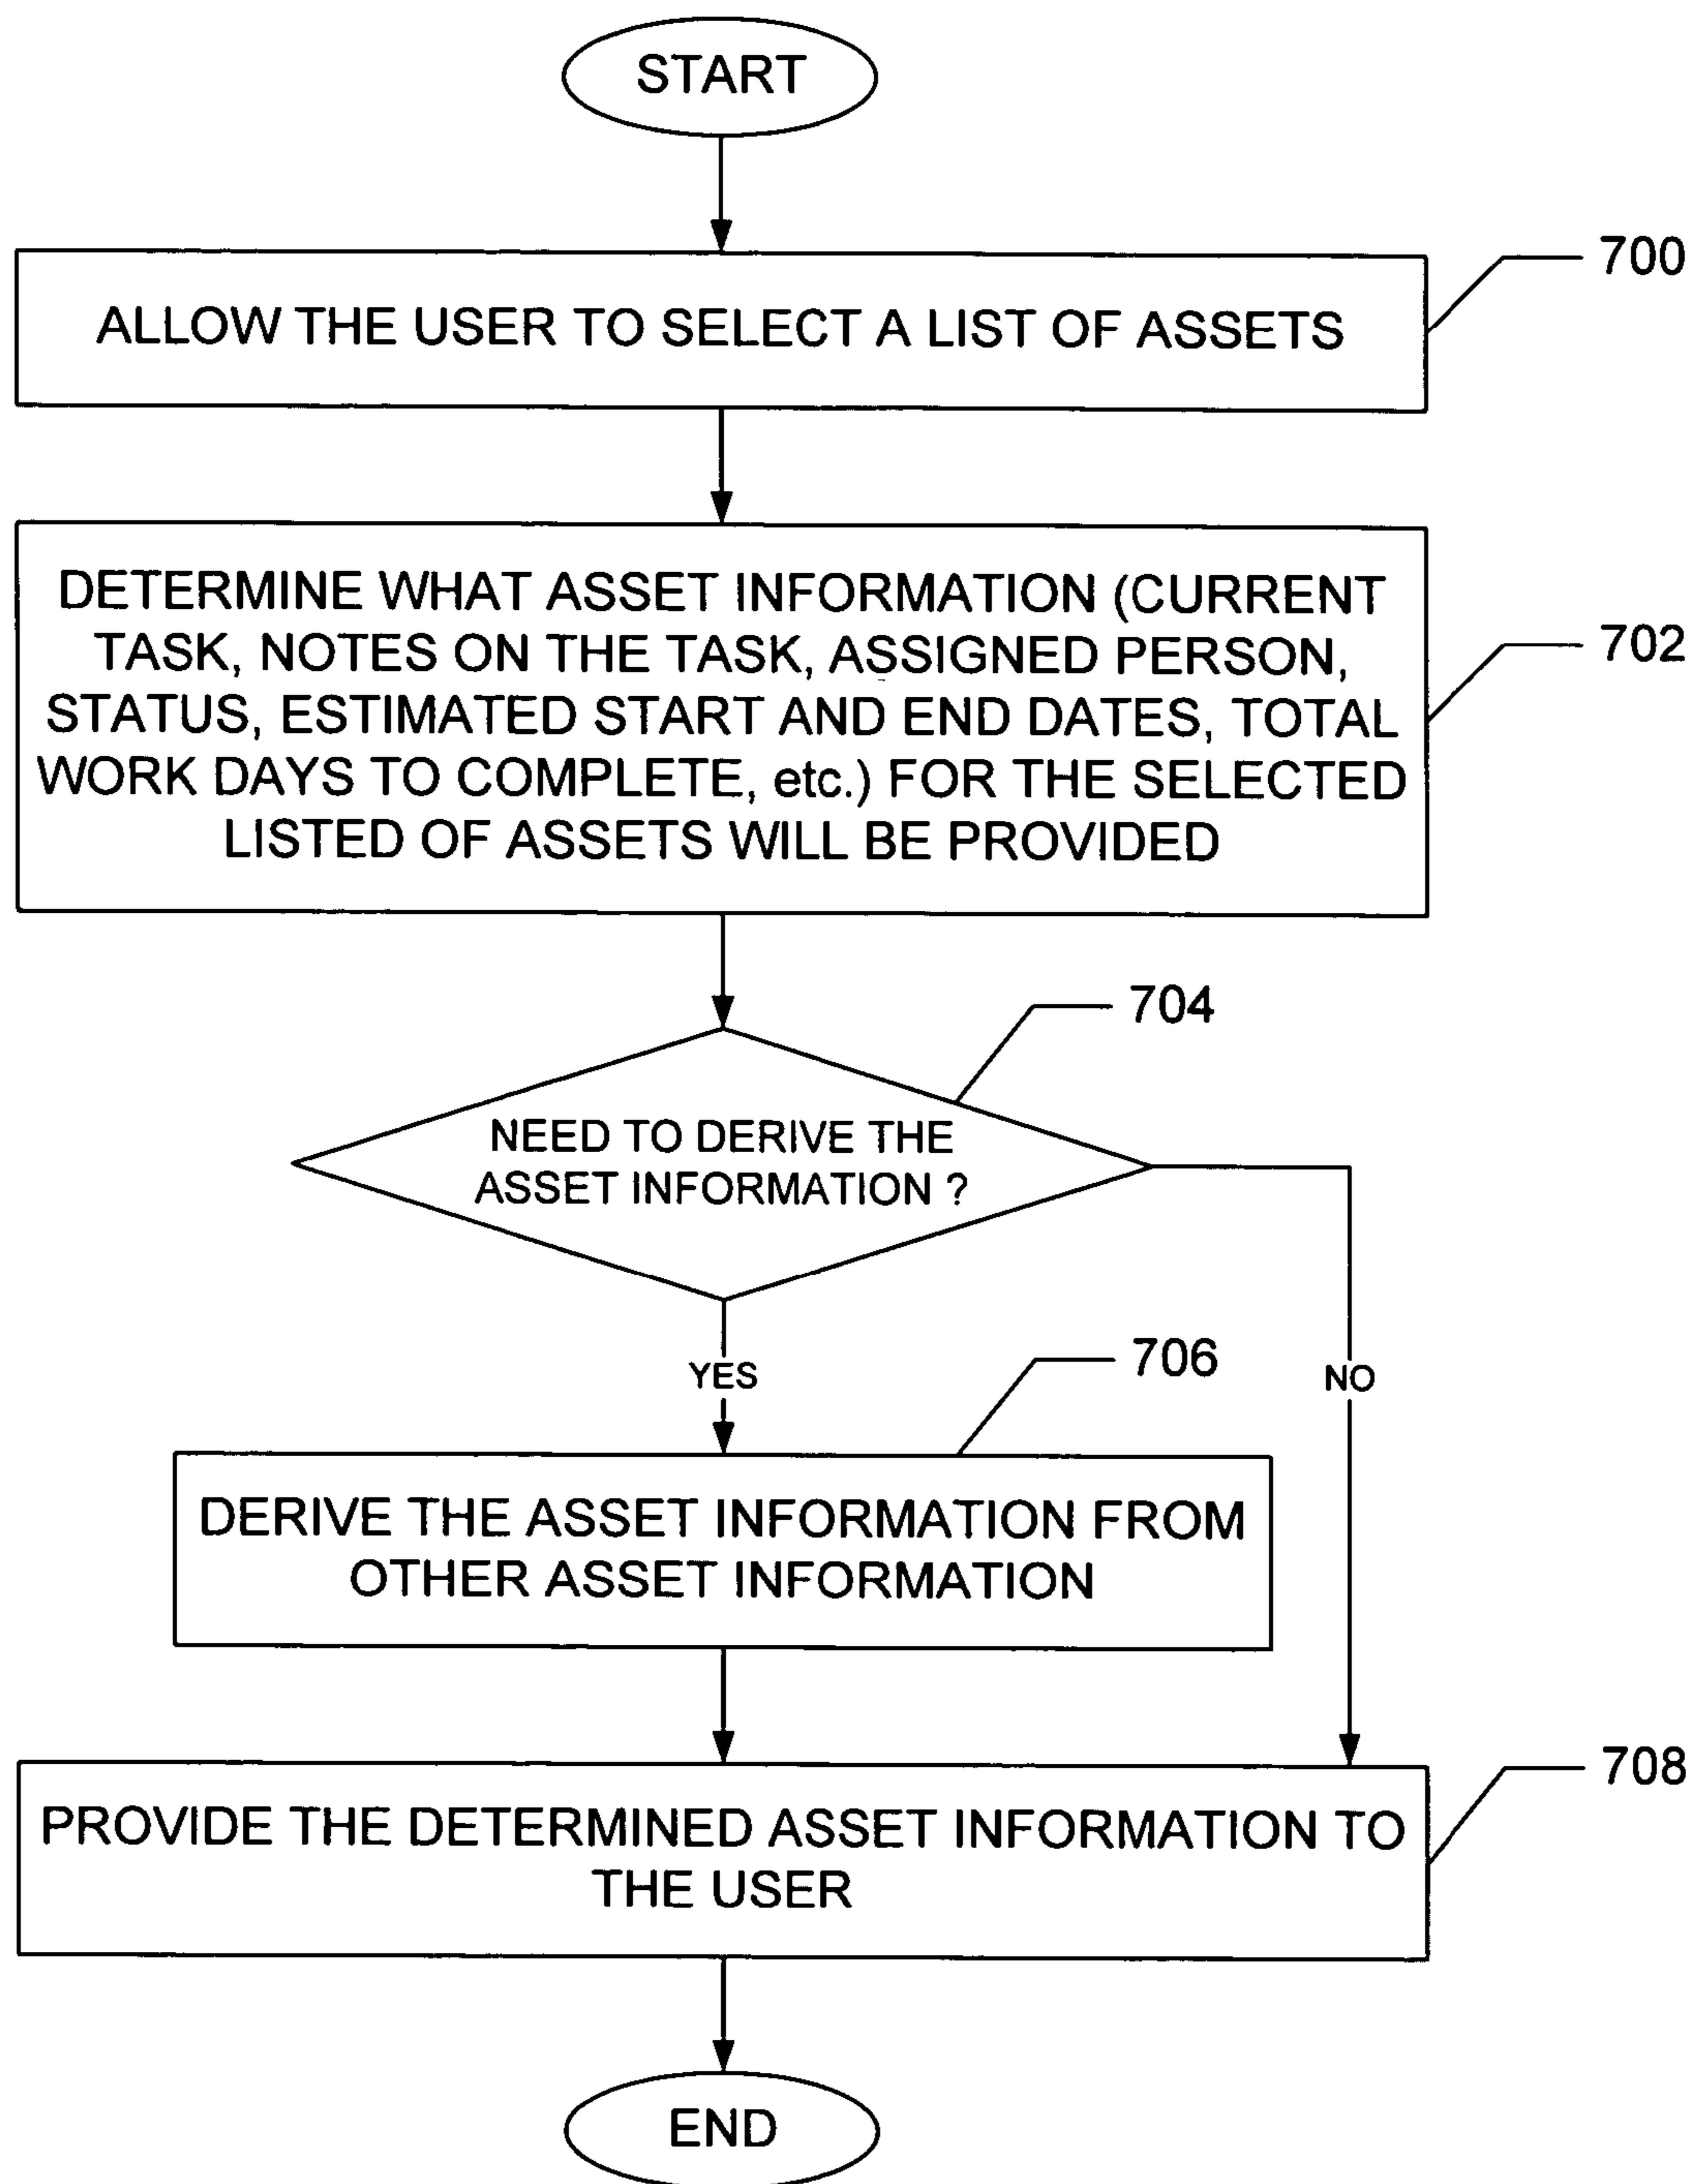 START
700
ALLOW THE USER TO SELECT A LIST OF ASSETS
DETERMINE WHAT ASSET INFORMATION (CURRENT
TASK, NOTES ON THE TASK, ASSIGNED PERSON,
STATUS, ESTIMATED START AND END DATES, TOTAL
WORK DAYS TO COMPLETE, etc.) FOR THE SELECTED
LISTED OF ASSETS WILL BE PROVIDED
702
704
NEED TO DERIVE THE
ASSET INFORMATION ?
YES
706
NO
DERIVE THE ASSET INFORMATION FROM
OTHER ASSET INFORMATION
708
PROVIDE THE DETERMINED ASSET INFORMATION TO
THE USER
END